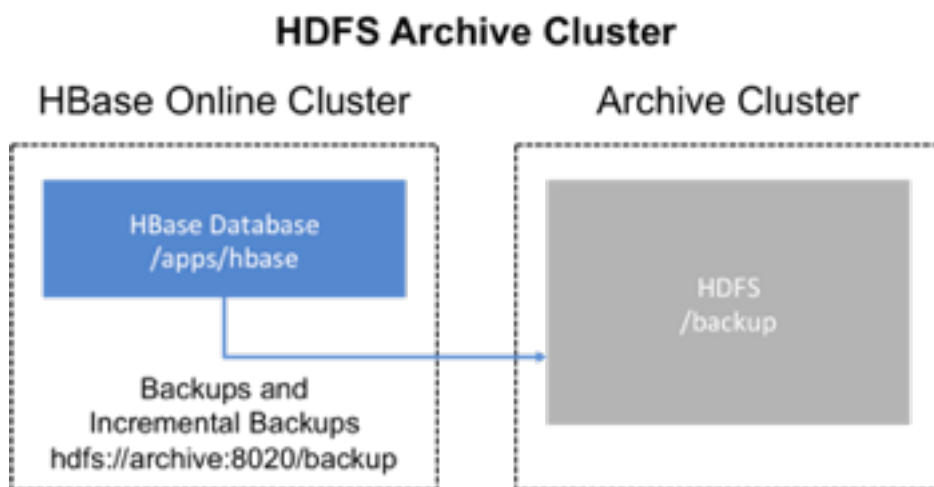 HDFS Archive Cluster
HBase Online Cluster
Archive Cluster
HBase Database
/apps/hbase
HDFS
/backup
Backups and
Incremental Backups
hdfs://archive:8020/backup